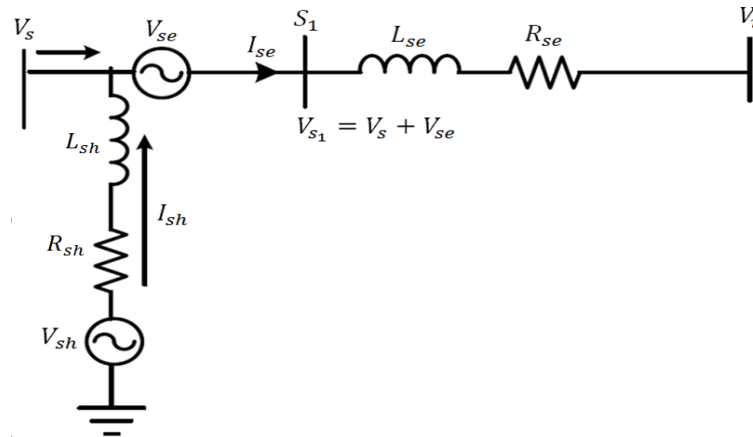 V_s
V_se
I_se
S_1
L_se
R_se
V_s1 = V_s + V_se
L_sh
I_sh
R_sh
V_sh